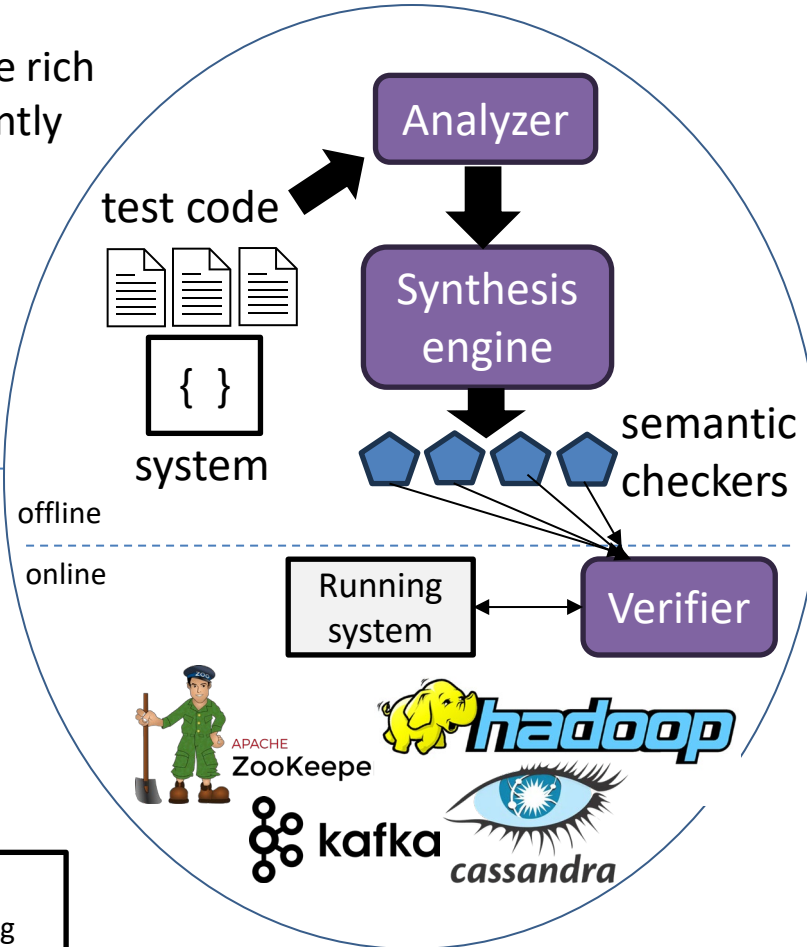 e rich
ntly
Analyzer
test code
Synthesis
engine
{ }
system
semantic
checkers
offline
online
Running
system
Verifier
ZOO
APACHE
ZooKeepe
hadoop
kafka
cassandra
g